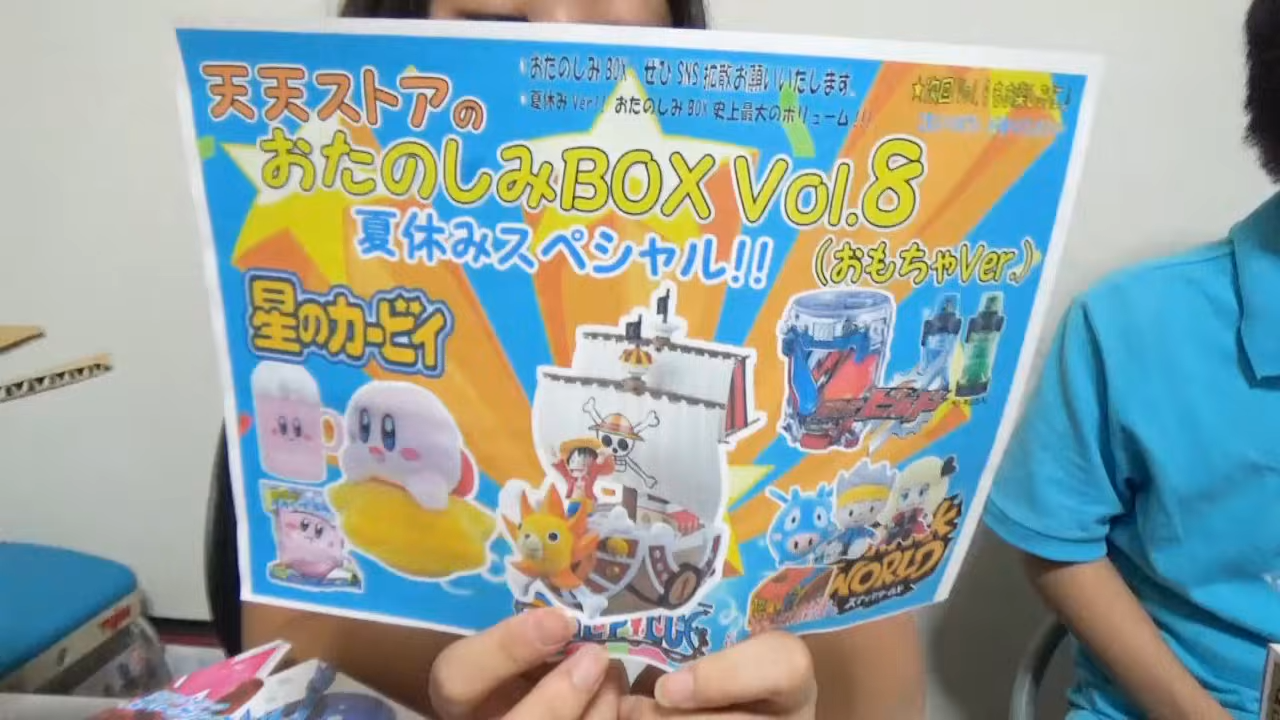 ・おたのしみBOX ぜひSNS拡散お願いいたします。
・夏休みVer!! おたのしみBOX史上最大のボリューム!!!
天天ストアの
おたのしみBOX Vol.8
夏休みスペシャル!!
(おもちゃVer.)
星のカービィ
ビルド
WORLD